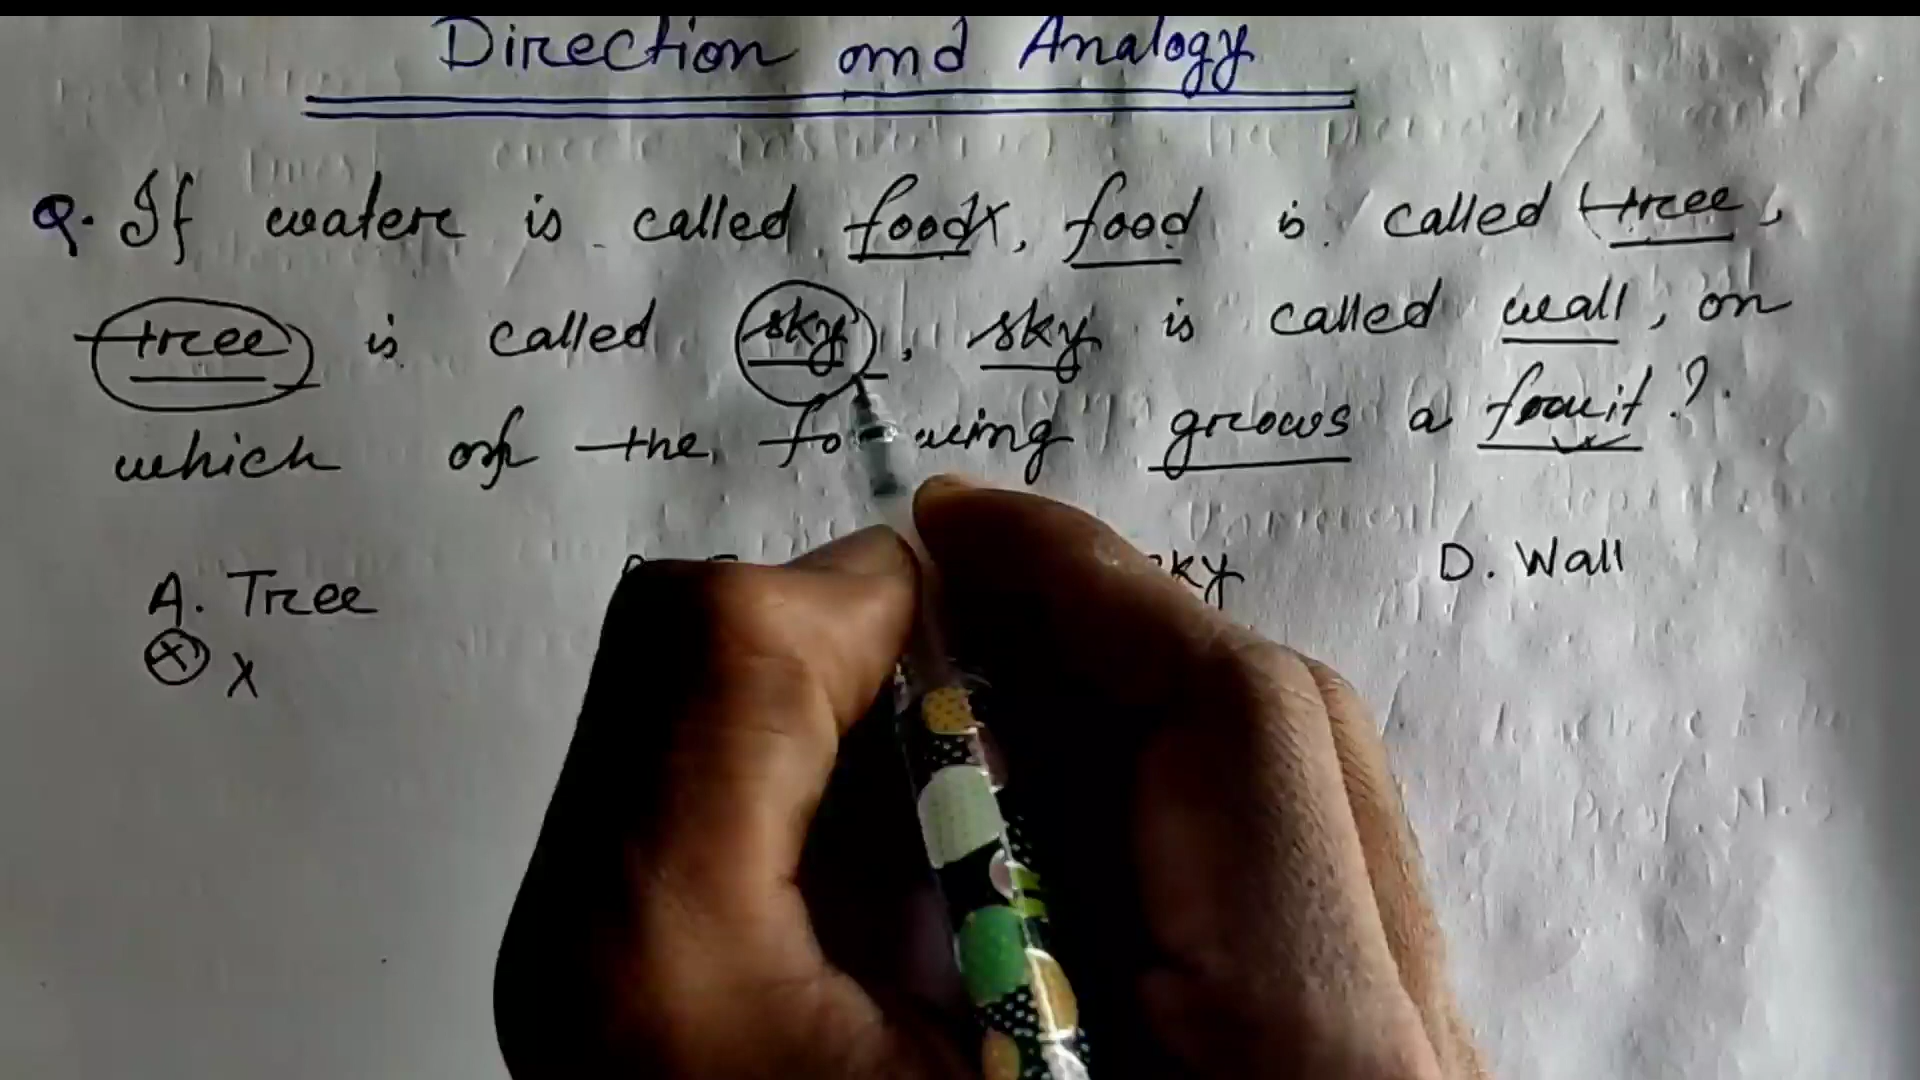 Direction and Analogy
Q. If water is called food, food is called tree,
tree is called sky, sky is called wall, on
which of the grows a fruit?
A. Tree D. Wall
x x